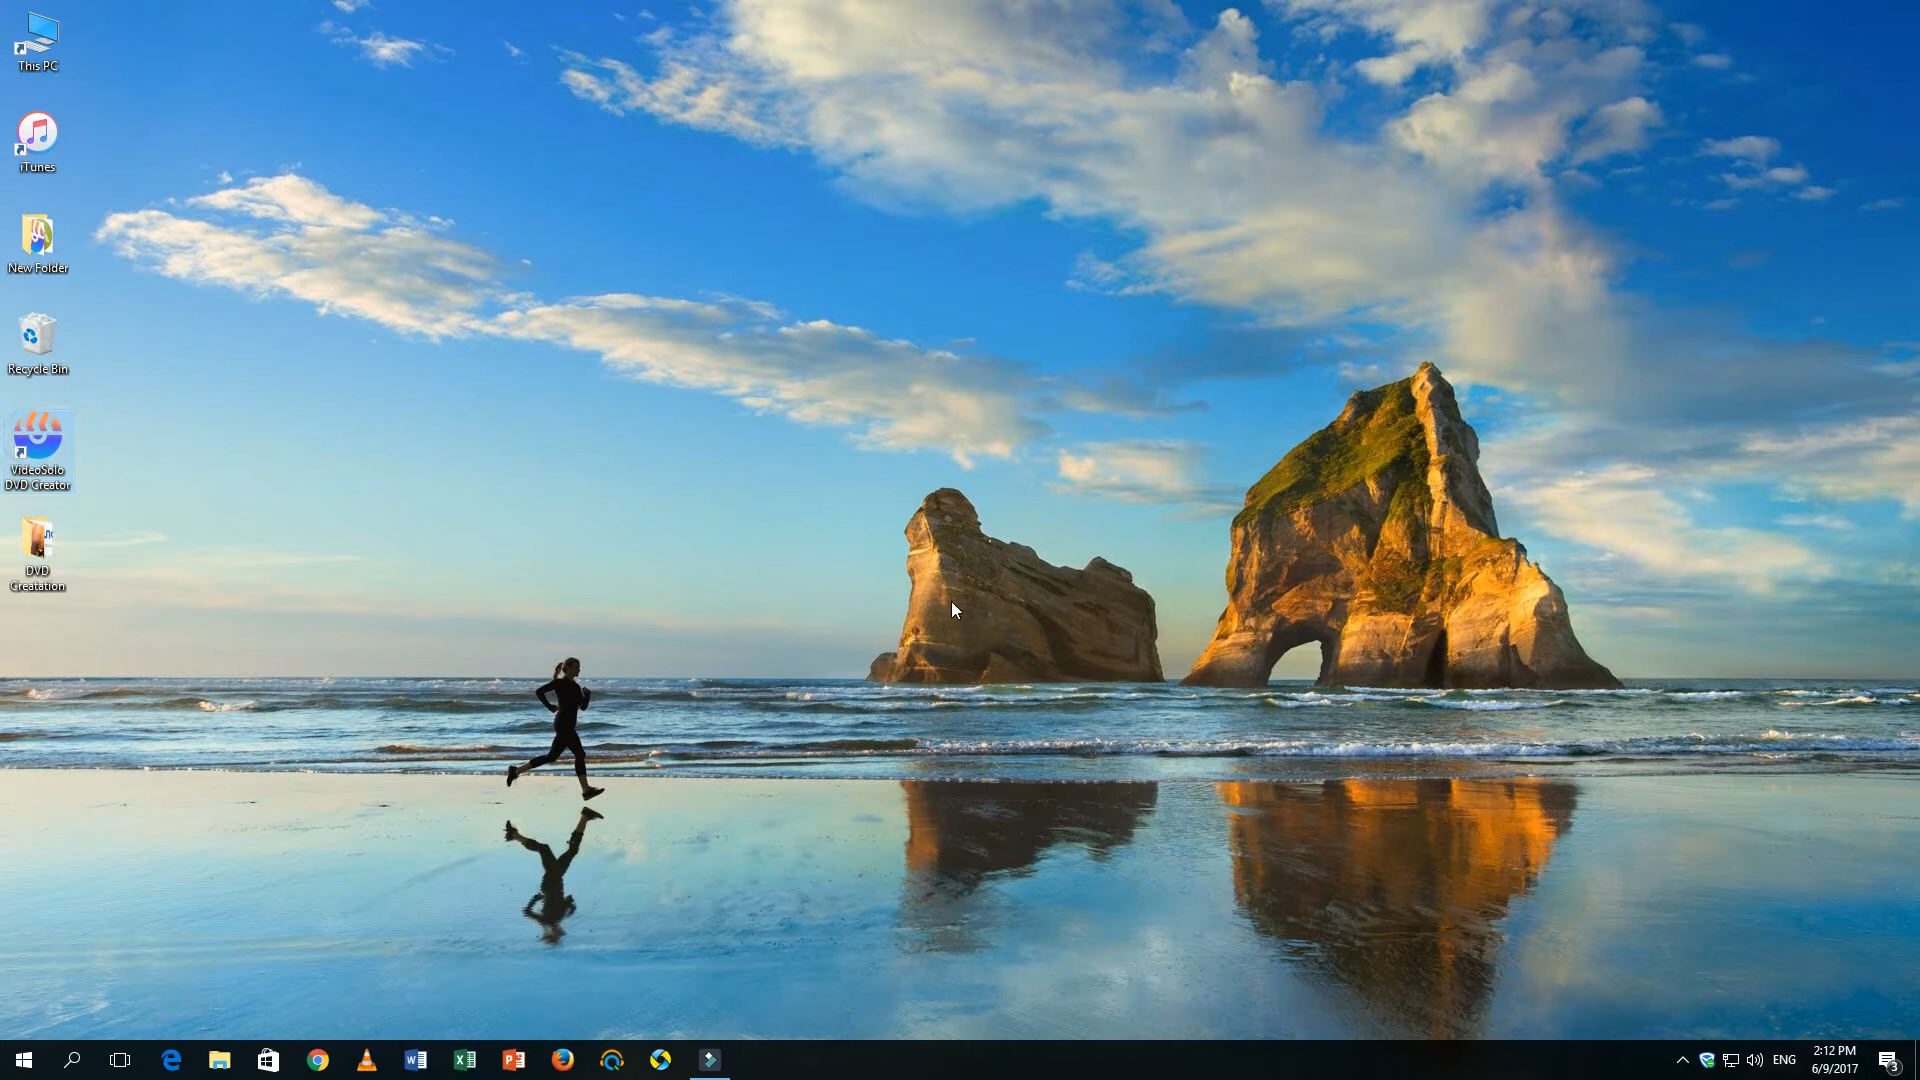 This PC
iTunes
New Folder
Recycle Bin
VideoSolo
DVD Creator
DVD
Creatation
ENG
2:12 PM
6/9/2017
3